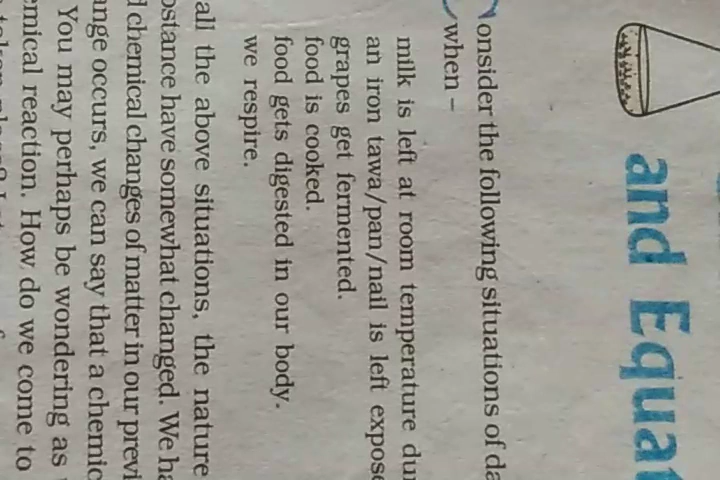 and Equat
onsider the following situations of da
when –
milk is left at room temperature du
an iron tawa/pan/nail is left expose
grapes get fermented.
food is cooked.
food gets digested in our body.
we respire.
all the above situations, the nature
bstance have somewhat changed. We ha
d chemical changes of matter in our previ
ange occurs, we can say that a chemic
You may perhaps be wondering as
emical reaction. How do we come to